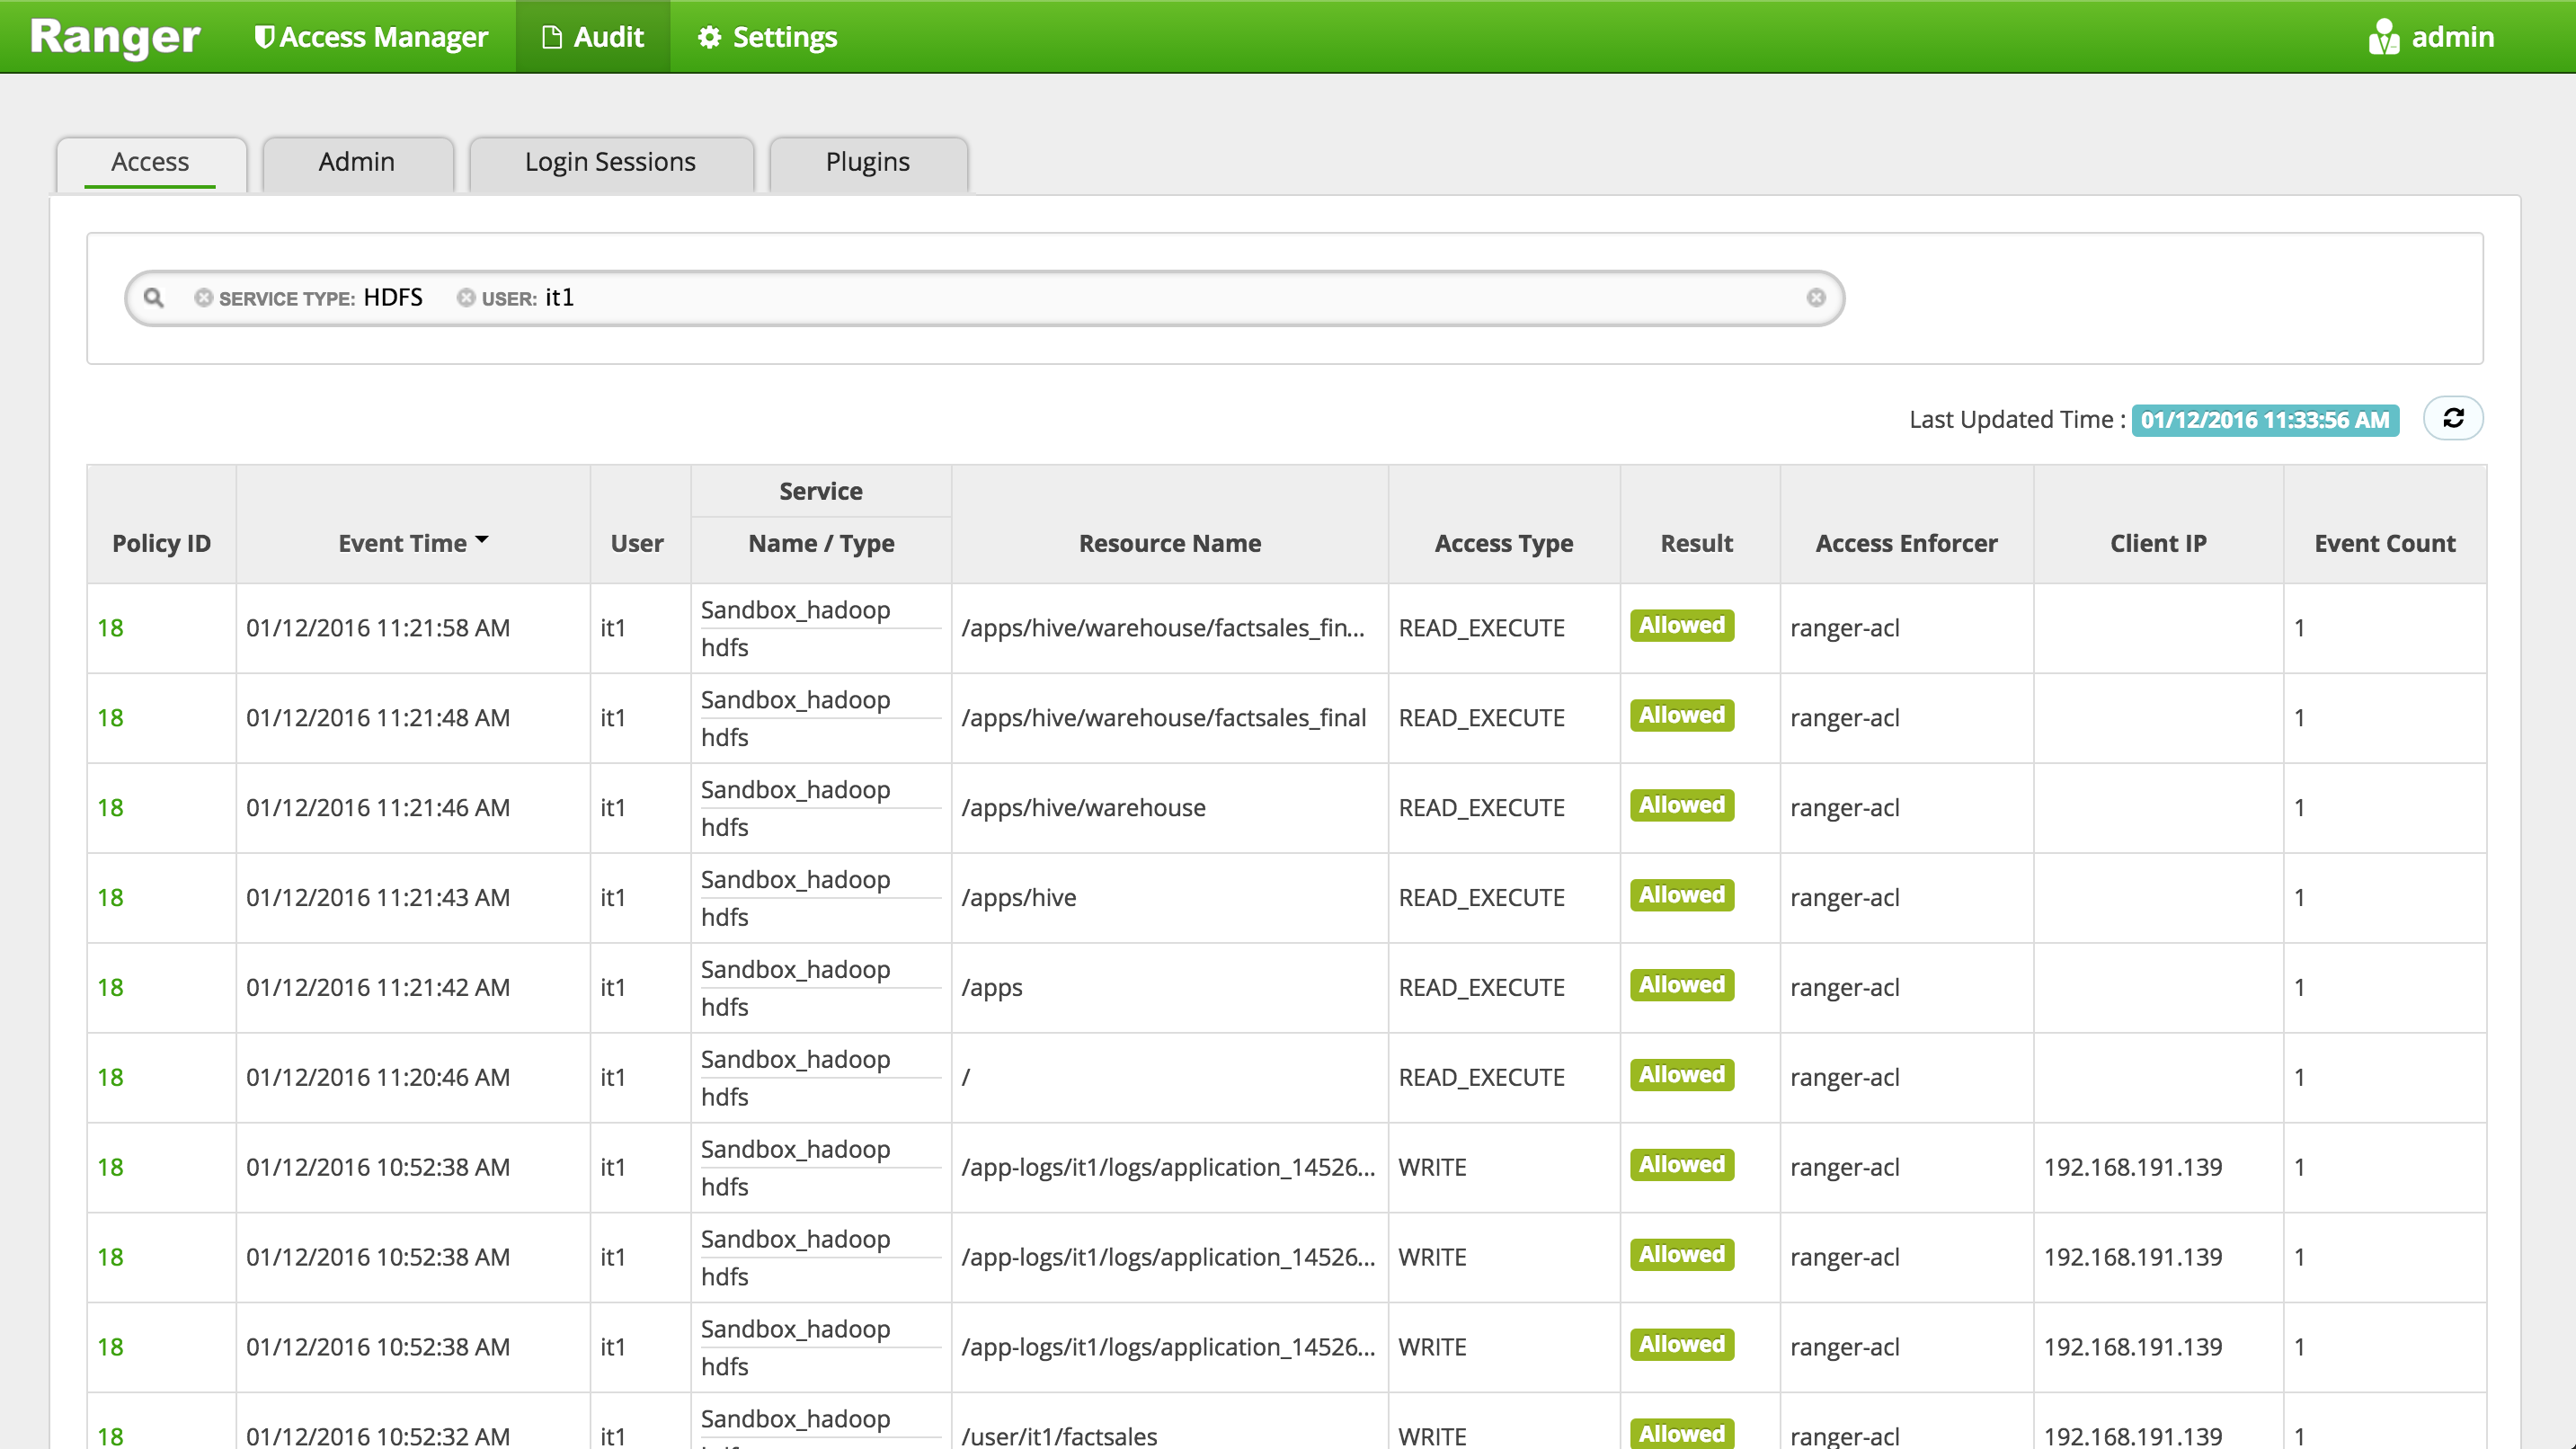 Ranger Access Manager Audit Settings admin
Access Admin Login Sessions Plugins
SERVICE TYPE: HDFS USER: it1
Last Updated Time : 01/12/2016 11:33:56 AM
Service
Policy ID Event Time User Name / Type Resource Name Access Type Result Access Enforcer Client IP Event Count
Sandbox_hadoop
18 01/12/2016 11:21:58 AM it1 /apps/hive/warehouse/factsales_fin... READ_EXECUTE Allowed ranger-acl 1
hdfs
Sandbox_hadoop
18 01/12/2016 11:21:48 AM it1 /apps/hive/warehouse/factsales_final READ_EXECUTE Allowed ranger-acl 1
hdfs
Sandbox_hadoop
18 01/12/2016 11:21:46 AM it1 /apps/hive/warehouse READ_EXECUTE Allowed ranger-acl 1
hdfs
Sandbox_hadoop
18 01/12/2016 11:21:43 AM it1 /apps/hive READ_EXECUTE Allowed ranger-acl 1
hdfs
Sandbox_hadoop
18 01/12/2016 11:21:42 AM it1 /apps READ_EXECUTE Allowed ranger-acl 1
hdfs
Sandbox_hadoop
18 01/12/2016 11:20:46 AM it1 / READ_EXECUTE Allowed ranger-acl 1
hdfs
Sandbox_hadoop
18 01/12/2016 10:52:38 AM it1 /app-logs/it1/logs/application_14526... WRITE Allowed ranger-acl 192.168.191.139 1
hdfs
Sandbox_hadoop
18 01/12/2016 10:52:38 AM it1 /app-logs/it1/logs/application_14526... WRITE Allowed ranger-acl 192.168.191.139 1
hdfs
Sandbox_hadoop
18 01/12/2016 10:52:38 AM it1 /app-logs/it1/logs/application_14526... WRITE Allowed ranger-acl 192.168.191.139 1
hdfs
Sandbox_hadoop
18 01/12/2016 10:52:32 AM it1 /user/it1/factsales WRITE Allowed ranger-acl 192.168.191.139 1